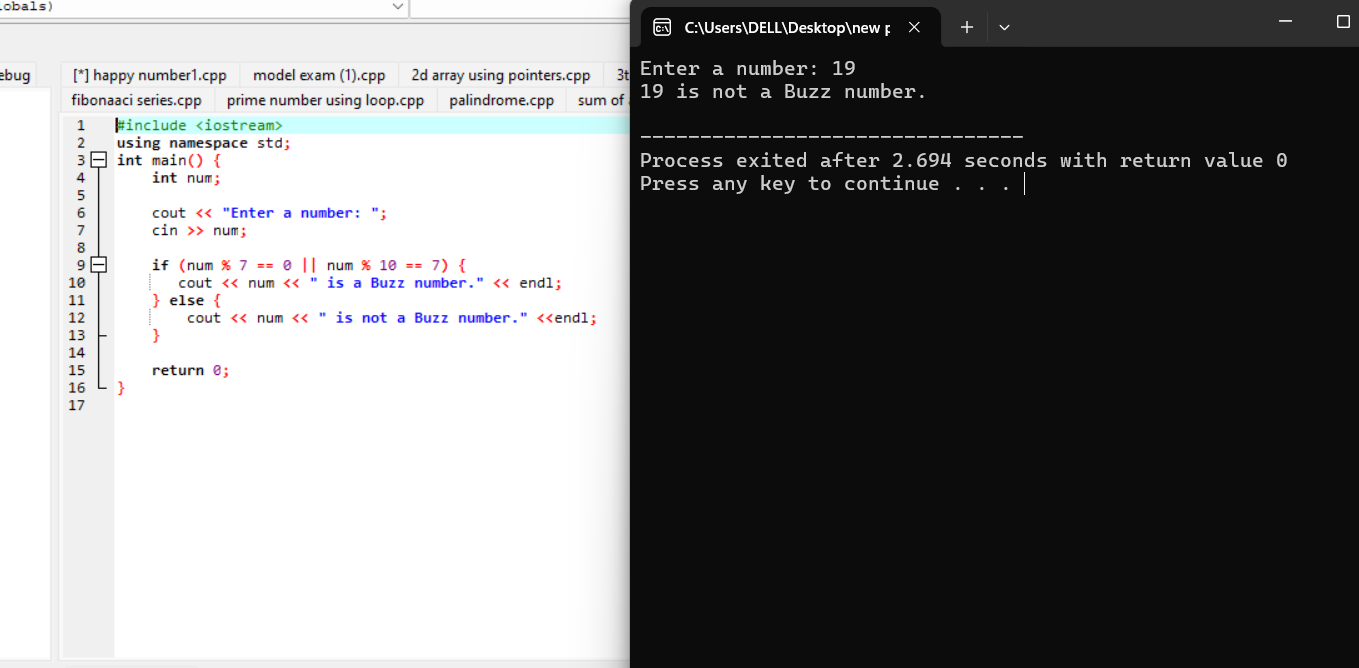 lobals)
ebug
[*] happy number1.cpp model exam (1).cpp 2d array using pointers.cpp 3t
fibonaaci series.cpp prime number using loop.cpp palindrome.cpp sum of
1 #include <iostream>
2 using namespace std;
3 int main() {
4 int num;
5
6 cout << "Enter a number: ";
7 cin >> num;
8
9 if (num % 7 == 0 || num % 10 == 7) {
10 cout << num << " is a Buzz number." << endl;
11 } else {
12 cout << num << " is not a Buzz number." <<endl;
13 }
14
15 return 0;
16 }
17
C:\Users\DELL\Desktop\new p
Enter a number: 19
19 is not a Buzz number.
--------------------------------
Process exited after 2.694 seconds with return value 0
Press any key to continue . . .